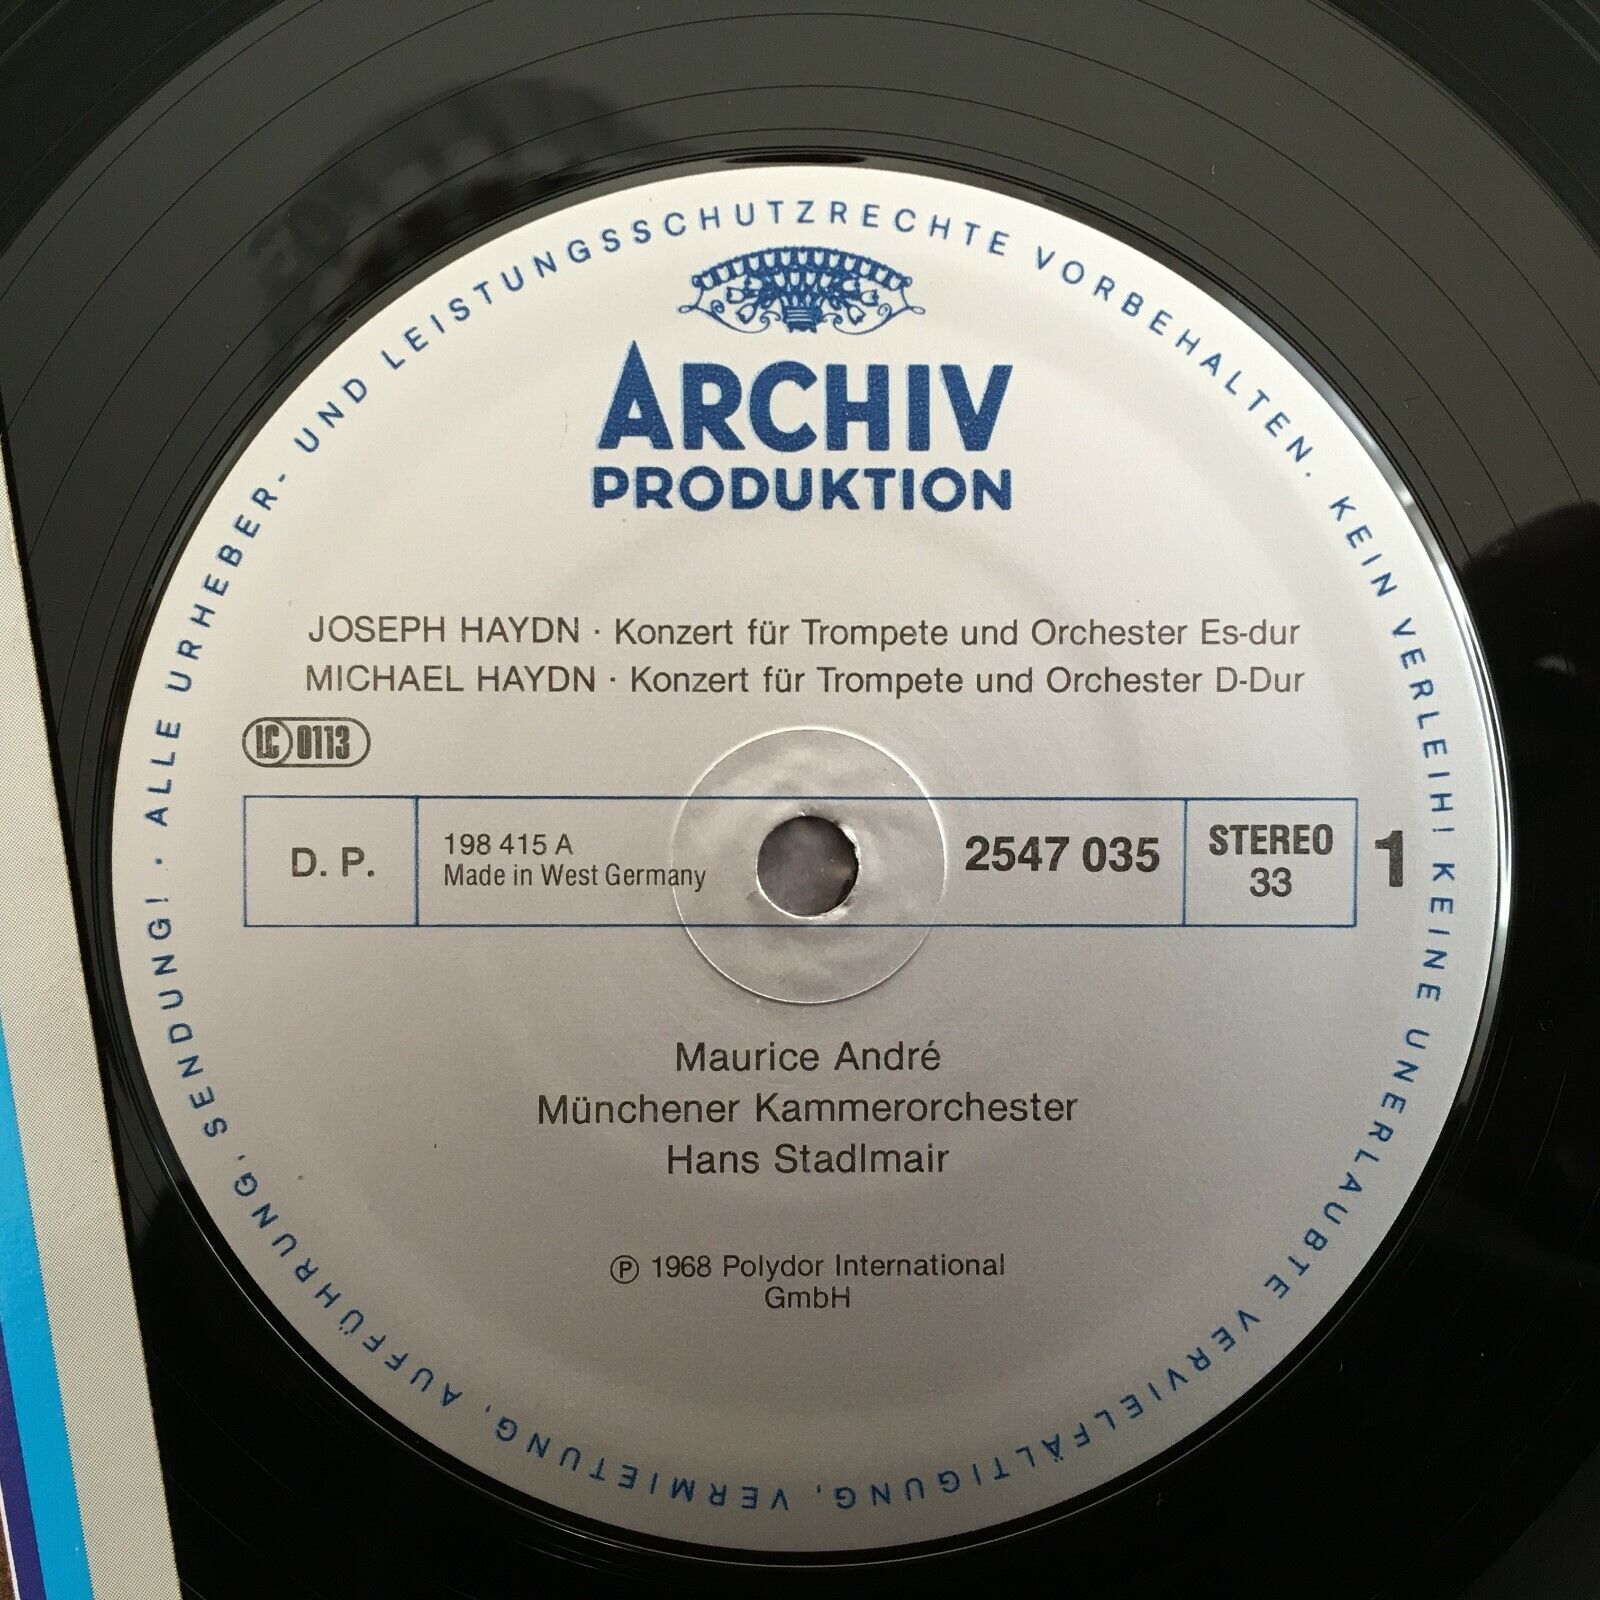 ALLE URHEBER- UND LEISTUNGSSCHUTZRECHTE VORBEHALTEN. KEIN VERLEIH! KEINE UNERLAUBTE VERVIELFÄLTIGUNG, VERMIETUNG, AUFFÜHRUNG, SENDUNG! ·
ARCHIV
PRODUKTION
JOSEPH HAYDN · Konzert für Trompete und Orchester Es-dur
MICHAEL HAYDN · Konzert für Trompete und Orchester D-Dur
LC 0113
D. P.
198 415 A
Made in West Germany
2547 035
STEREO
33
1
Maurice André
Münchener Kammerorchester
Hans Stadlmair
Ⓟ 1968 Polydor International
GmbH